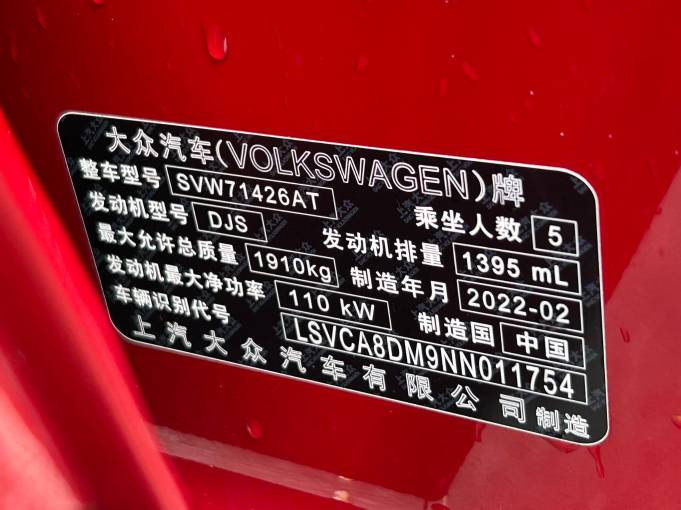 大众汽车(VOLKSWAGEN)牌
整车型号 SVW71426AT 乘坐人数 5
发动机型号 DJS 发动机排量 1395 mL
最大允许总质量 1910kg 制造年月 2022-02
发动机最大净功率 110 kW 制造国 中国
车辆识别代号 LSVCA8DM9NN011754
上汽大众汽车有限公司制造